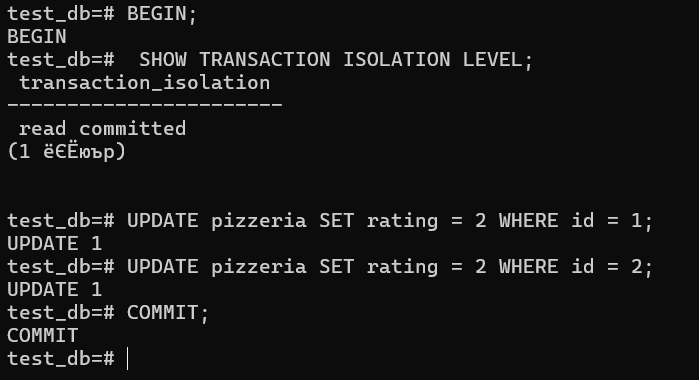 test_db=# BEGIN;
BEGIN
test_db=#  SHOW TRANSACTION ISOLATION LEVEL;
 transaction_isolation
-----------------------
 read committed
(1 ёЄЁюър)
test_db=# UPDATE pizzeria SET rating = 2 WHERE id = 1;
UPDATE 1
test_db=# UPDATE pizzeria SET rating = 2 WHERE id = 2;
UPDATE 1
test_db=# COMMIT;
COMMIT
test_db=#